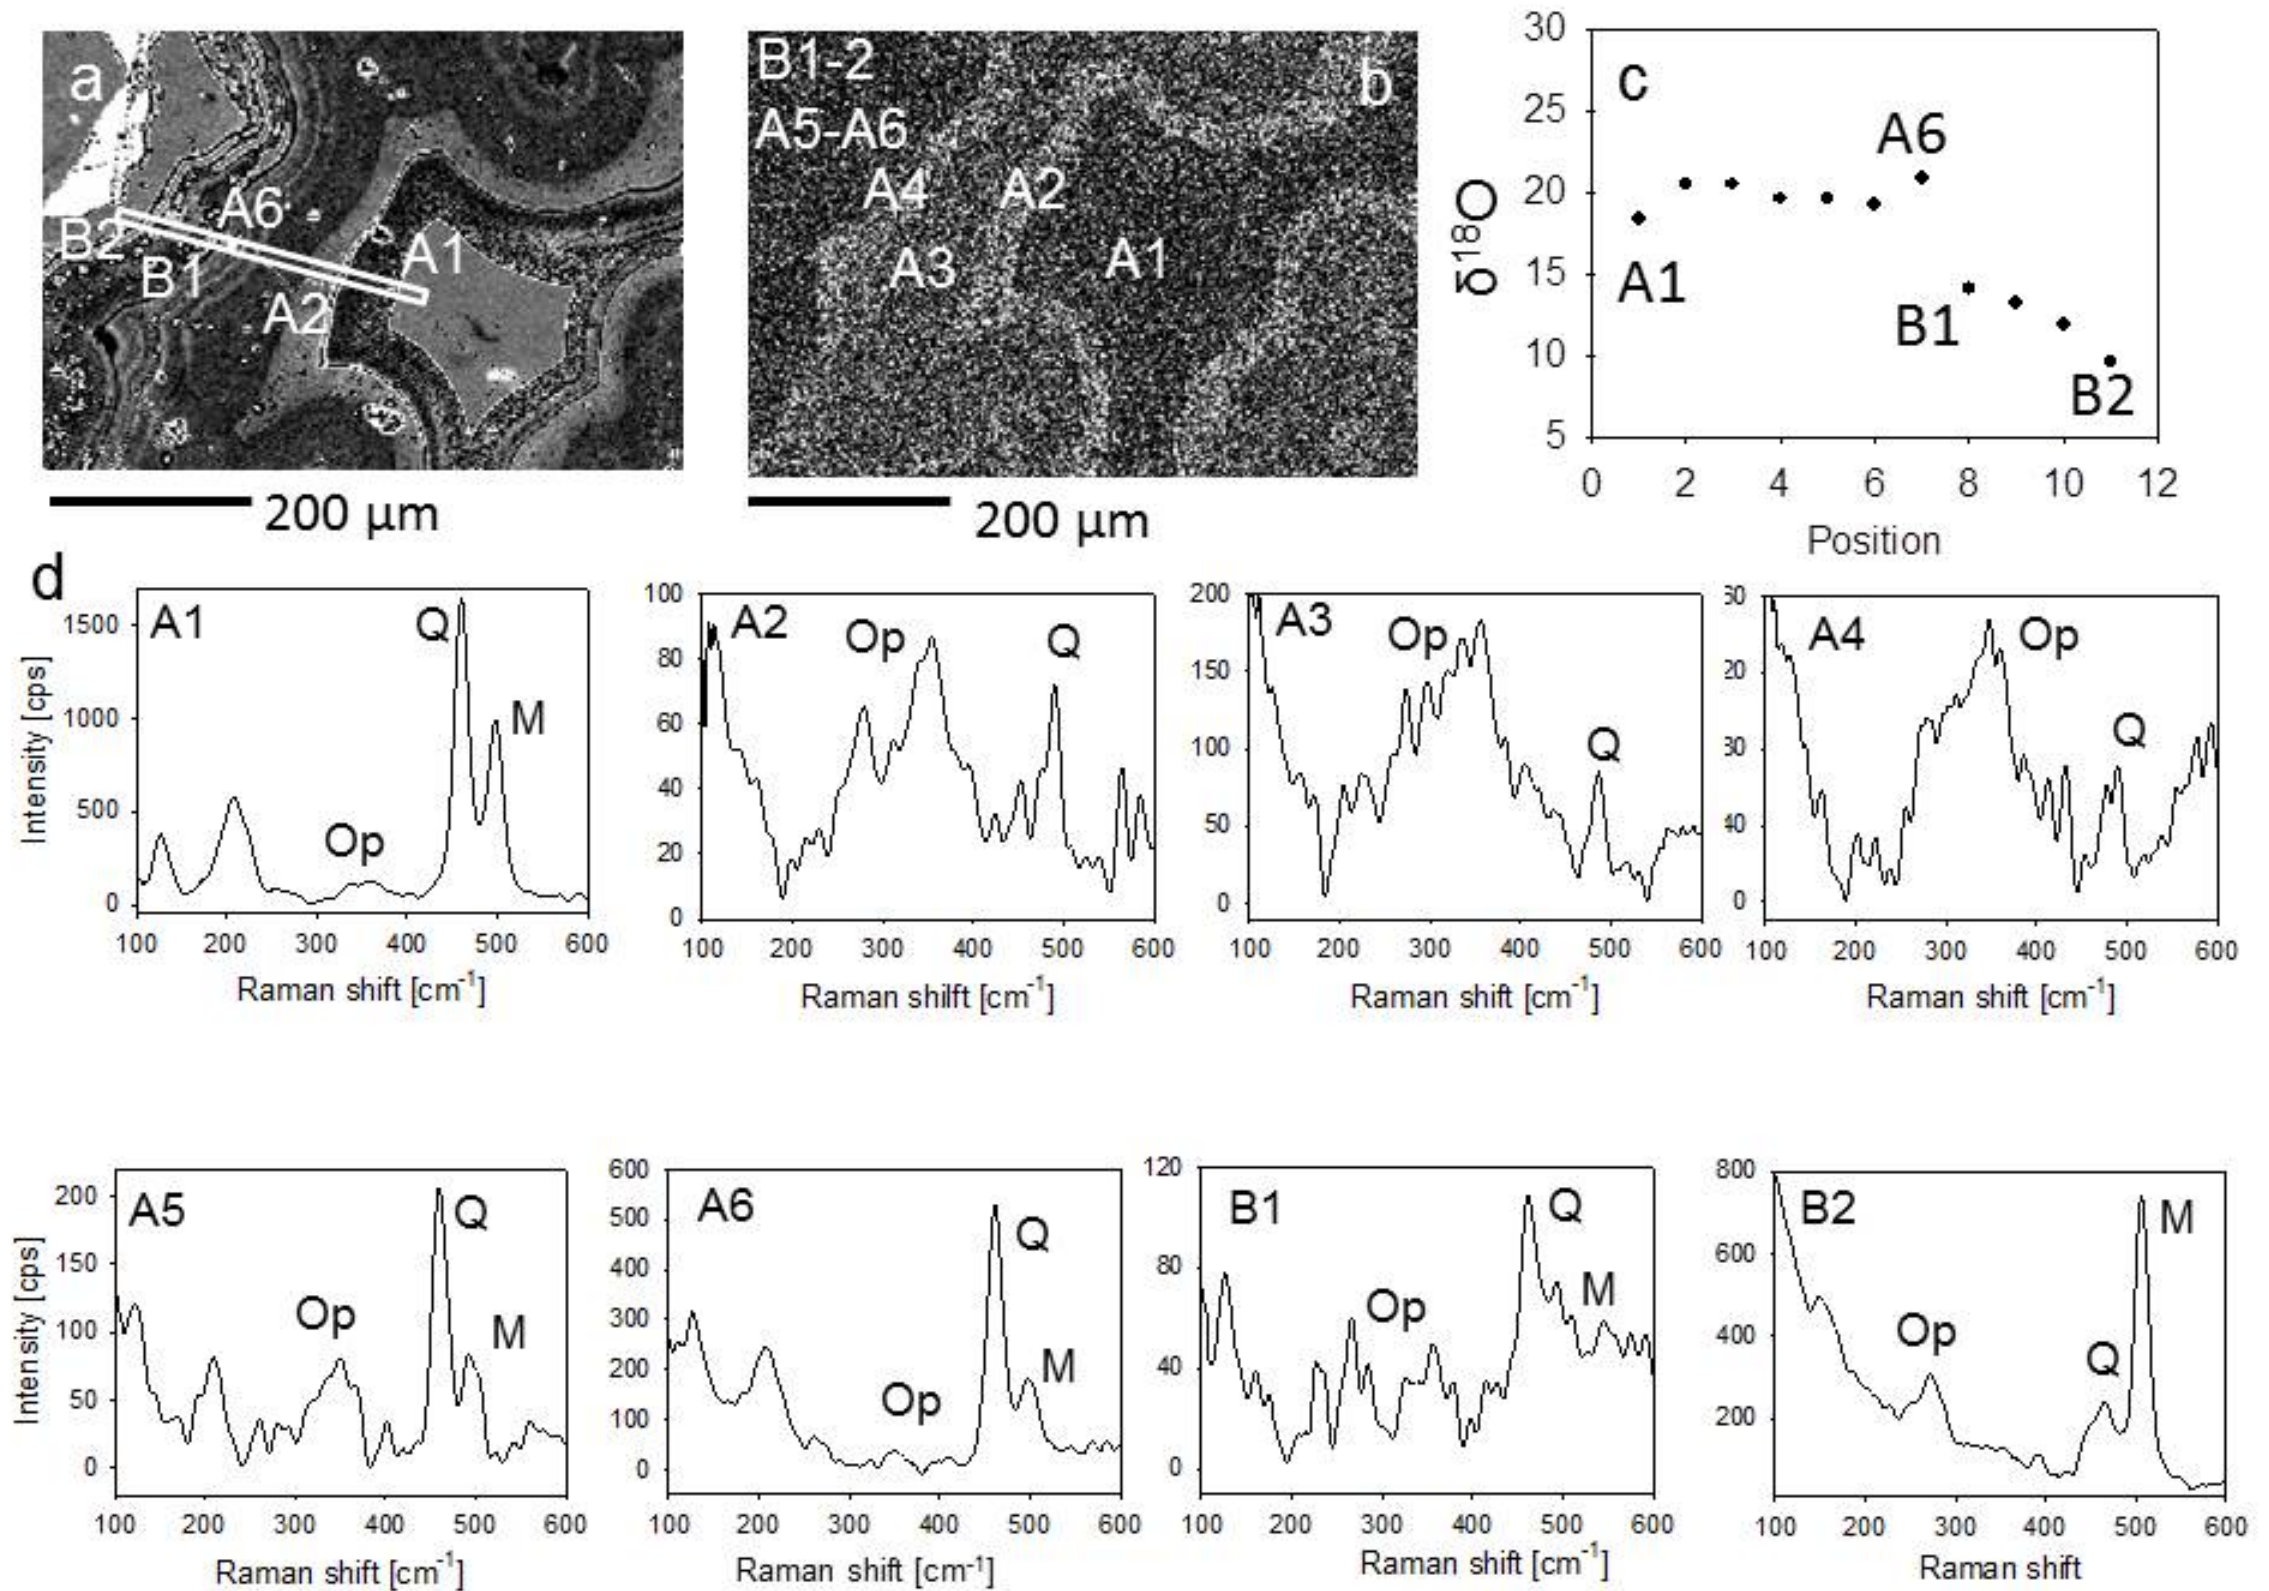 a
A6
B2
B1
A1
A2
200 µm
B1-2
b
A5-A6
A4
A2
A3
A1
200 µm
30
25
20
15
10
5
δ18O
c
A6
A1
B1
B2
0 2 4 6 8 10 12
Position
d
A1
Q
M
Op
1500
1000
500
0
Intensity [cps]
100 200 300 400 500 600
Raman shift [cm-1]
A2
Op
Q
100
80
60
40
20
0
100 200 300 400 500 600
Raman shilft [cm-1]
A3
Op
Q
200
150
100
50
0
100 200 300 400 500 600
Raman shift [cm-1]
A4
Op
Q
20
30
40
0
100 200 300 400 500 600
Raman shift [cm-1]
A5
Q
Op
M
200
150
100
50
0
Intensity [cps]
100 200 300 400 500 600
Raman shift [cm-1]
A6
Q
M
Op
600
500
400
300
200
100
0
100 200 300 400 500 600
Raman shift [cm-1]
B1
Q
M
Op
120
80
40
0
100 200 300 400 500 600
Raman shift [cm-1]
B2
M
Op
Q
800
600
400
200
100 200 300 400 500 600
Raman shift